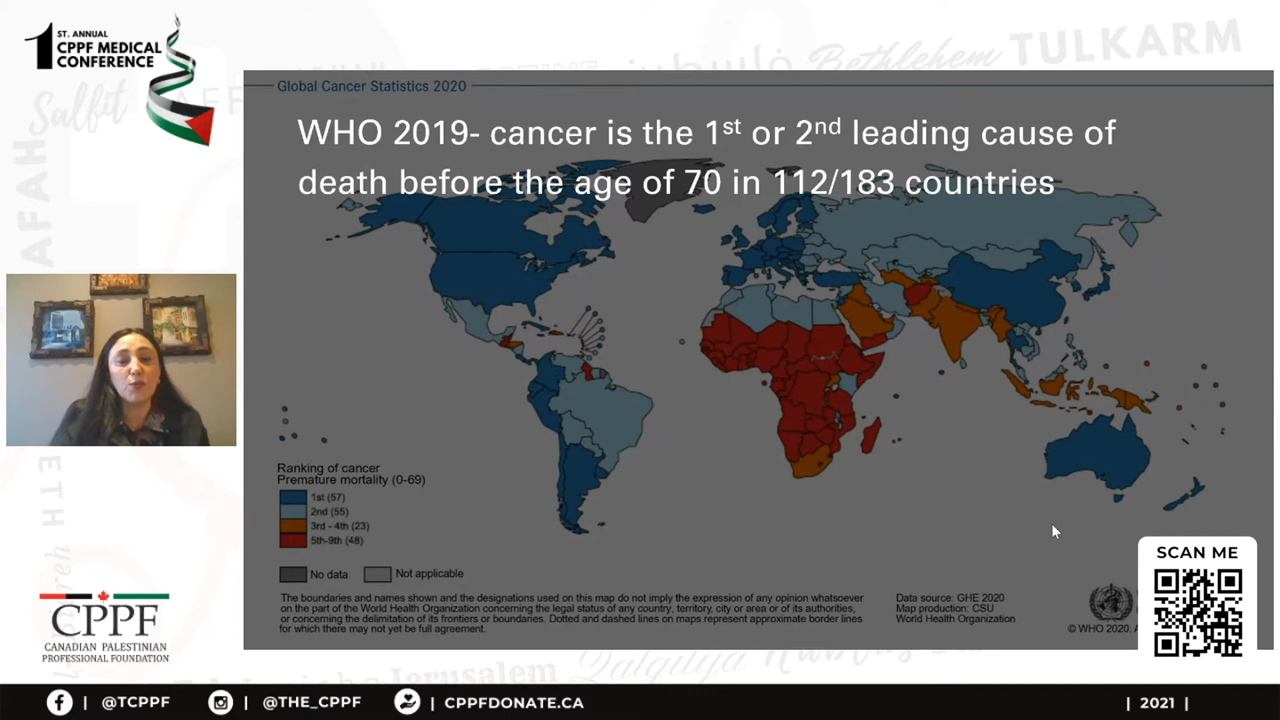 1 ST. ANNUAL
CPPF MEDICAL
CONFERENCE
Salfit
Bethlehem
TULKARM
Global Cancer Statistics 2020
WHO 2019- cancer is the 1st or 2nd leading cause of
death before the age of 70 in 112/183 countries
Ranking of cancer
Premature mortality (0-69)
1st (57)
2nd (55)
3rd - 4th (23)
5th-9th (48)
No data
Not applicable
The boundaries and names shown and the designations used on this map do not imply the expression of any opinion whatsoever
on the part of the World Health Organization concerning the legal status of any country, territory, city or area or of its authorities,
or concerning the delimitation of its frontiers or boundaries. Dotted and dashed lines on maps represent approximate border lines
for which there may not yet be full agreement.
Data source: GHE 2020
Map production: CSU
World Health Organization
© WHO 2020.
SCAN ME
CPPF
CANADIAN PALESTINIAN
PROFESSIONAL FOUNDATION
Jerusalem
Qalqilya
| @TCPPF
| @THE_CPPF
| CPPFDONATE.CA
| 2021 |